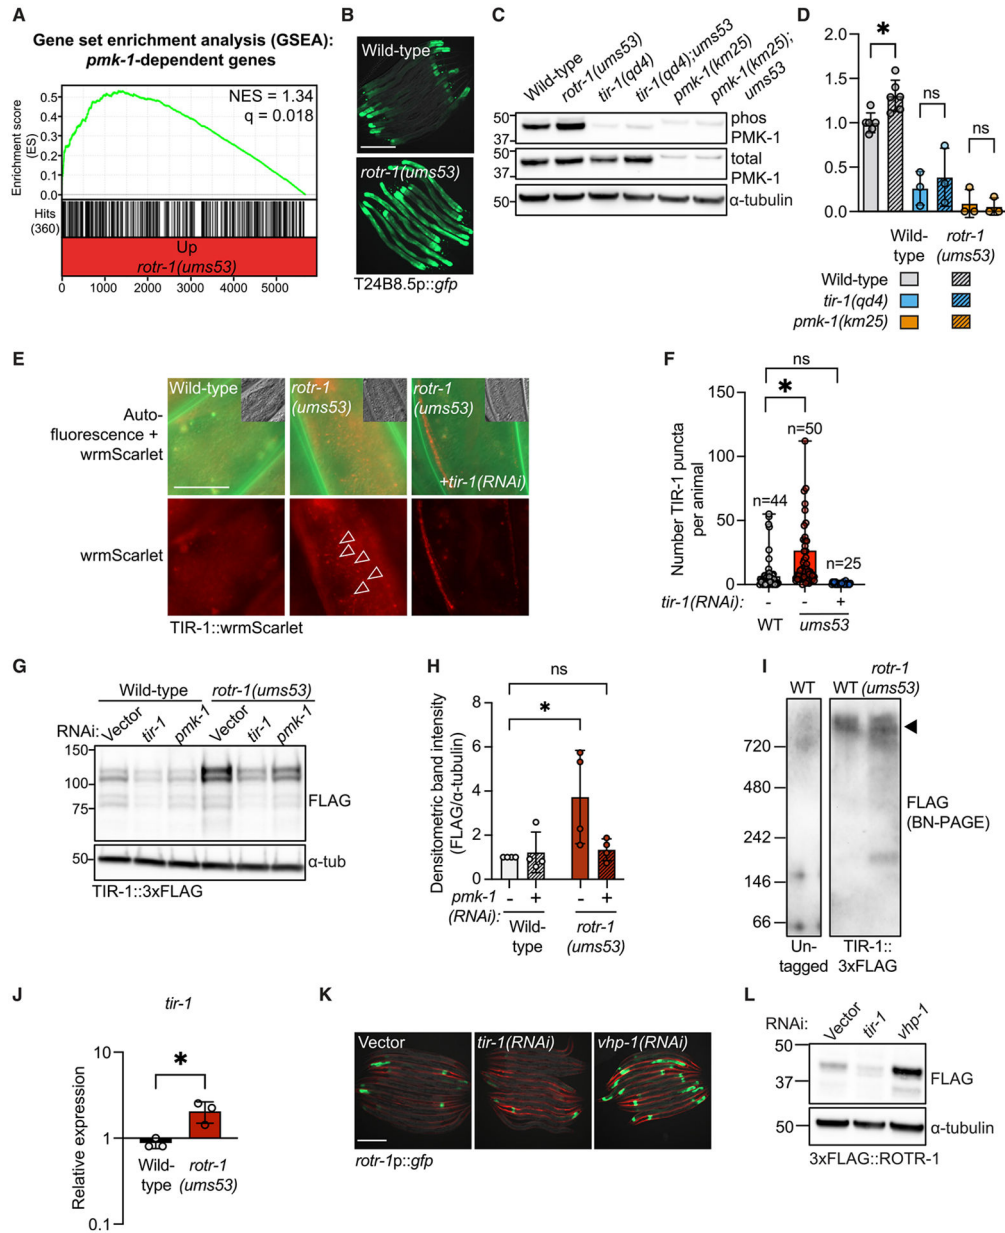 A
Gene set enrichment analysis (GSEA):
pmk-1-dependent genes
NES = 1.34
q = 0.018
Enrichment score
(ES)
0.5
0.4
0.3
0.2
0.1
0.0
Hits
(360)
Up
rotr-1(ums53)
0 1000 2000 3000 4000 5000
B
Wild-type
rotr-1(ums53)
T24B8.5p::gfp
C
Wild-type
rotr-1(ums53)
tir-1(qd4)
tir-1(qd4);ums53
pmk-1(km25)
pmk-1(km25);
ums53
50
37
phos
PMK-1
50
37
total
PMK-1
50
α-tubulin
D
2.0
1.5
1.0
0.5
0.0
*
ns
ns
Wild-
type
rotr-1
(ums53)
Wild-type
tir-1(qd4)
pmk-1(km25)
E
Auto-
fluorescence +
wrmScarlet
Wild-type
rotr-1
(ums53)
rotr-1
(ums53)
+tir-1(RNAi)
wrmScarlet
TIR-1::wrmScarlet
F
Number TIR-1 puncta
per animal
150
100
50
0
ns
*
n=44
n=50
n=25
tir-1(RNAi): - - +
WT ums53
G
Wild-type rotr-1(ums53)
RNAi: Vector tir-1 pmk-1 Vector tir-1 pmk-1
150
100
75
FLAG
50
α-tub
TIR-1::3xFLAG
H
Densitometric band intensity
(FLAG/α-tubulin)
8
6
4
2
0
ns
*
pmk-1
(RNAi): - + - +
Wild-
type
rotr-1
(ums53)
I
WT
WT
rotr-1
(ums53)
720
480
242
146
66
FLAG
(BN-PAGE)
Un-
tagged
TIR-1::
3xFLAG
J
tir-1
Relative expression
10
1
0.1
*
Wild-
type
rotr-1
(ums53)
K
Vector
tir-1(RNAi)
vhp-1(RNAi)
rotr-1p::gfp
L
RNAi: Vector tir-1 vhp-1
50
37
FLAG
50
α-tubulin
3xFLAG::ROTR-1